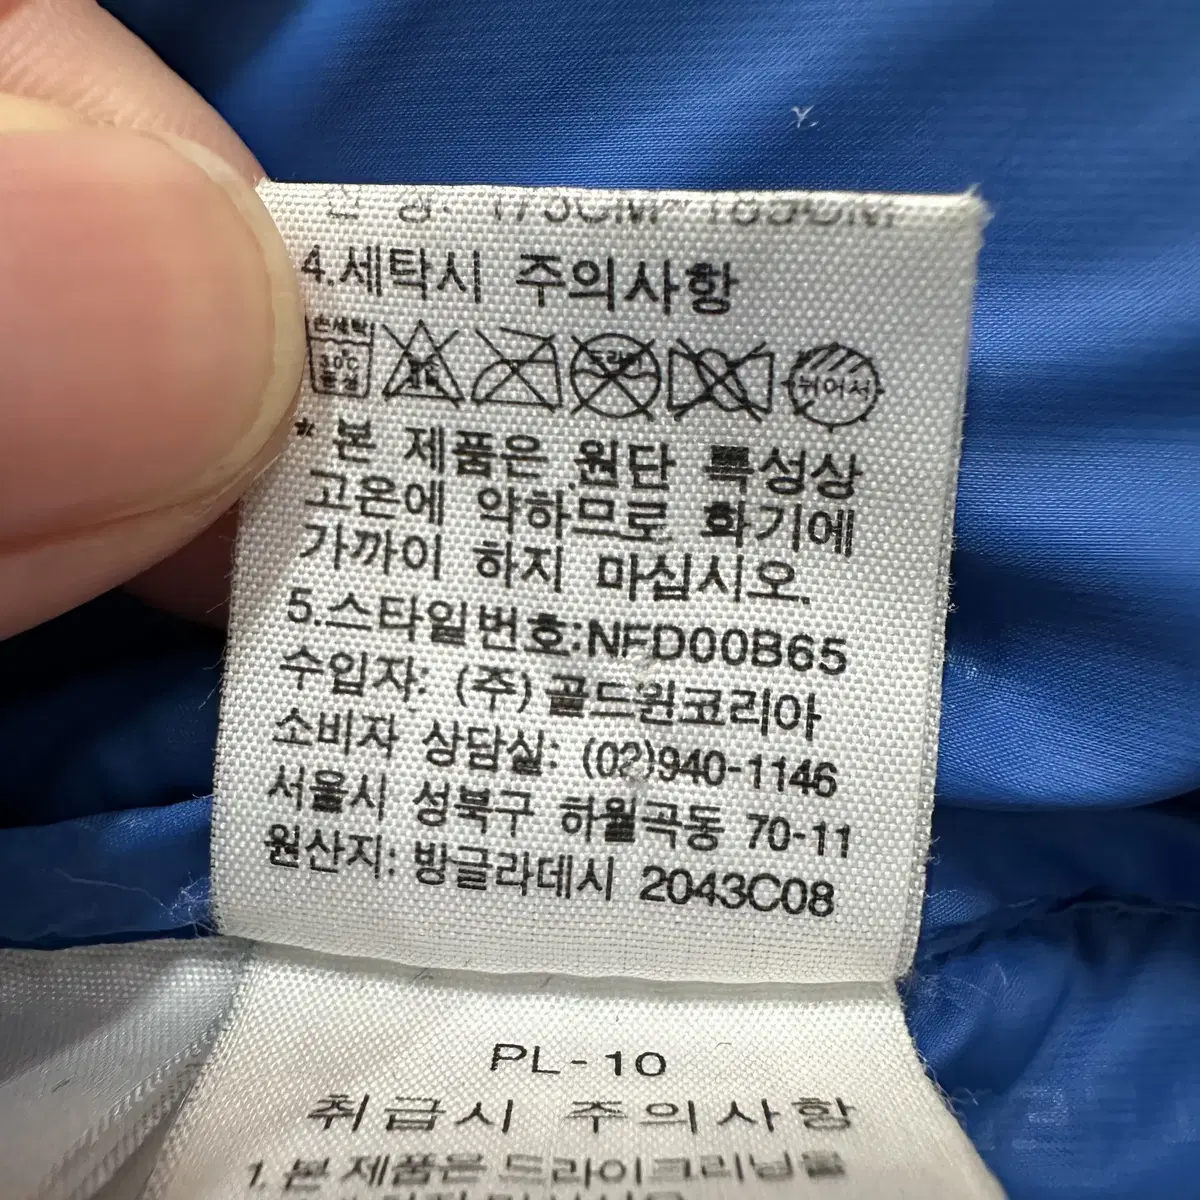 175CM~185CM
4.세탁시 주의사항
손세탁 30℃ 중성 드라이 뉘어서
* 본 제품은 원단 특성상
고온에 약하므로 화기에
가까이 하지 마십시오.
5.스타일번호:NFD00B65
수입자: (주) 골드윈코리아
소비자 상담실: (02)940-1146
서울시 성북구 하월곡동 70-11
원산지: 방글라데시 2043C08
PL-10
취급시 주의사항
1.본 제품은 드라이크리닝을